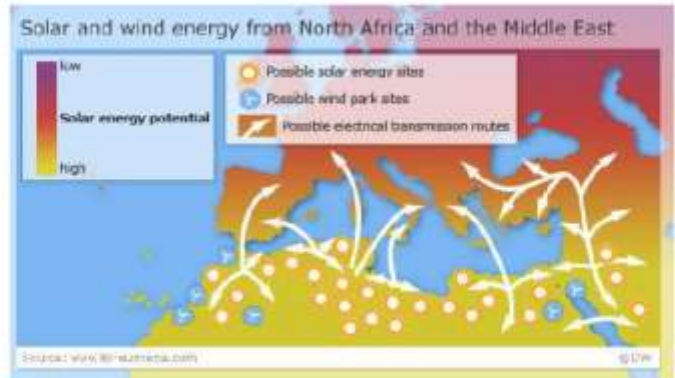 Solar and wind energy from North Africa and the Middle East
low
Solar energy potential
high
Possible solar energy sites
Possible wind park sites
Possible electrical transmission routes
Source: www.
©DW